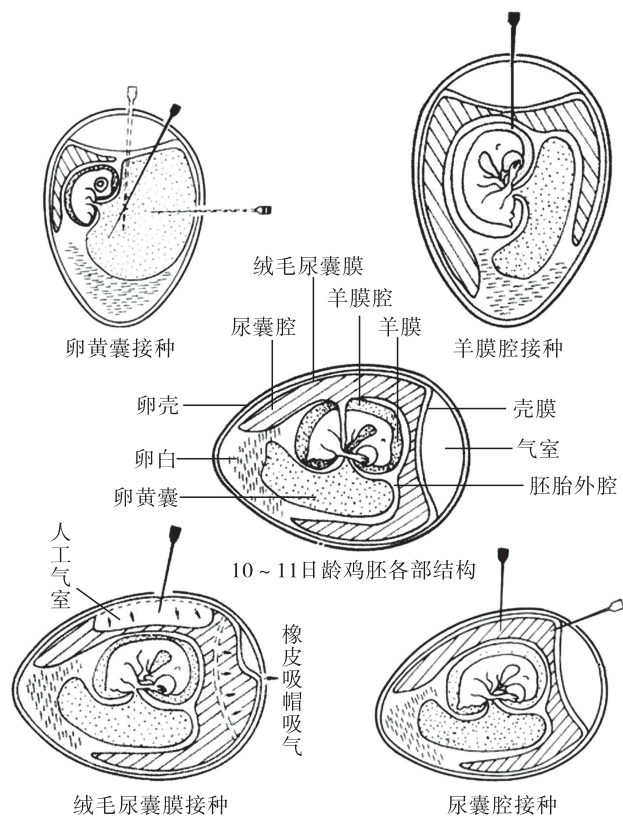 绒毛尿囊膜
羊膜腔
尿囊腔
羊膜
卵黄囊接种
羊膜腔接种
卵壳
壳膜
卵白
气室
卵黄囊
胚胎外腔
人工气室
10~11日龄鸡胚各部结构
橡皮吸帽吸气
绒毛尿囊膜接种
尿囊腔接种